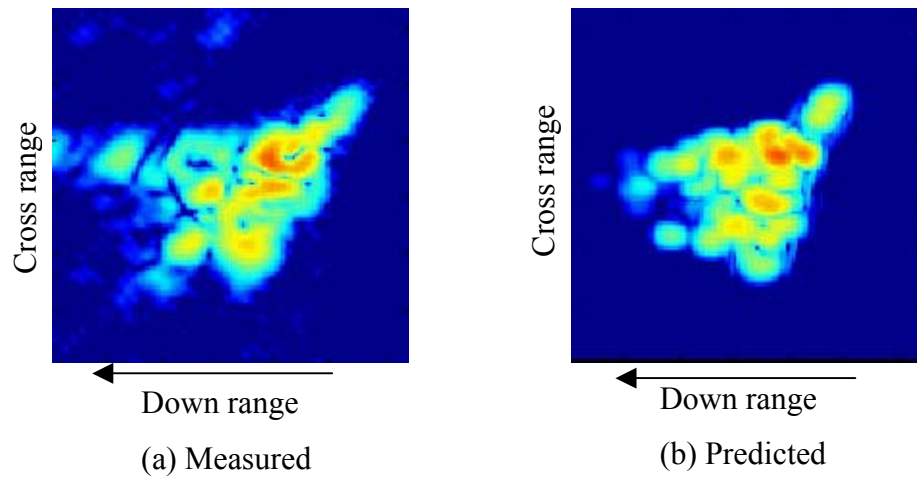 Cross range
Down range
(a) Measured
Cross range
Down range
(b) Predicted